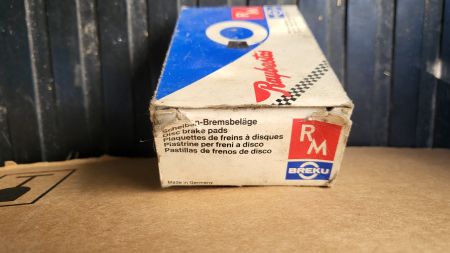 RM
Raybestos
-Bremsbeläge
Disc brake pads
Plaquettes de freins à disques
Piastrine per freni a disco
Pastillas de frenos de disco
Made in Germany
RM
BREKU